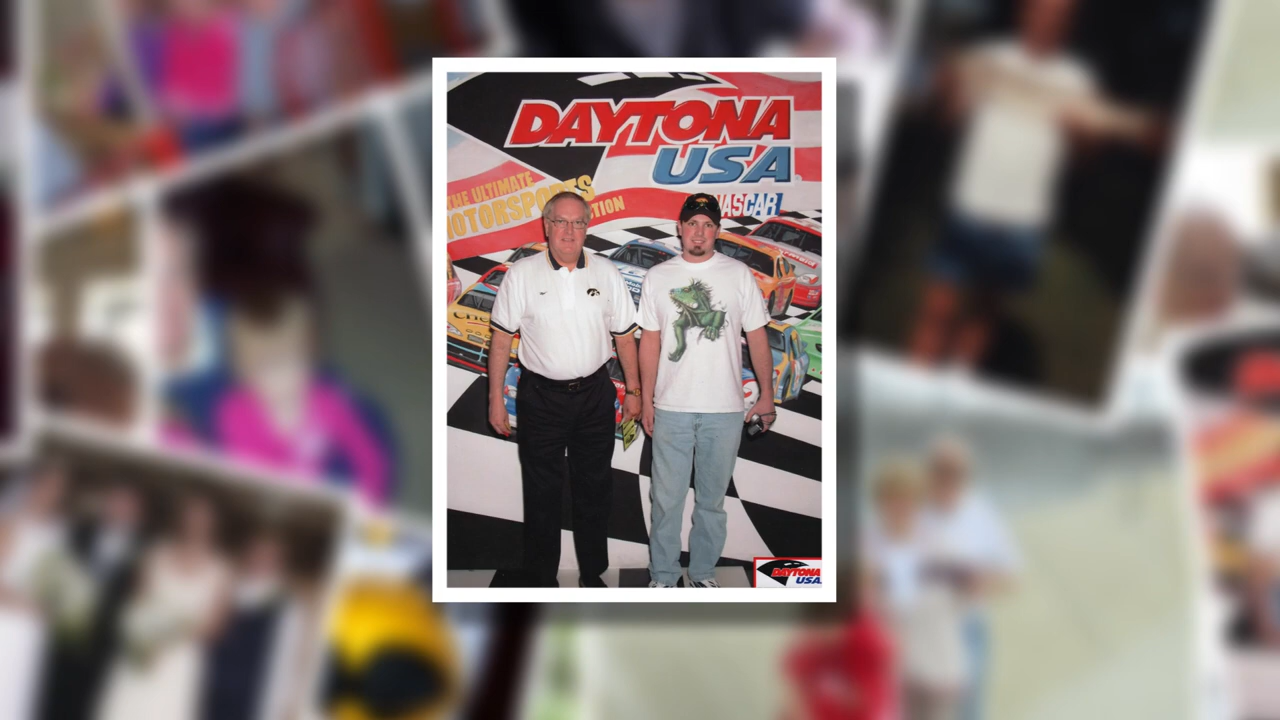 DAYTONA
USA
THE ULTIMATE
MOTORSPORTS
NASCAR
DAYTONA
USA